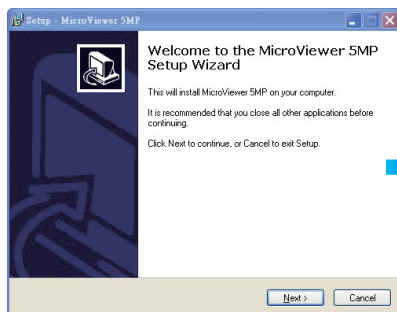 Setup - MicroViewer 5MP
Welcome to the MicroViewer 5MP
Setup Wizard
This will install MicroViewer 5MP on your computer.
It is recommended that you close all other applications before
continuing.
Click Next to continue, or Cancel to exit Setup.
Next >
Cancel